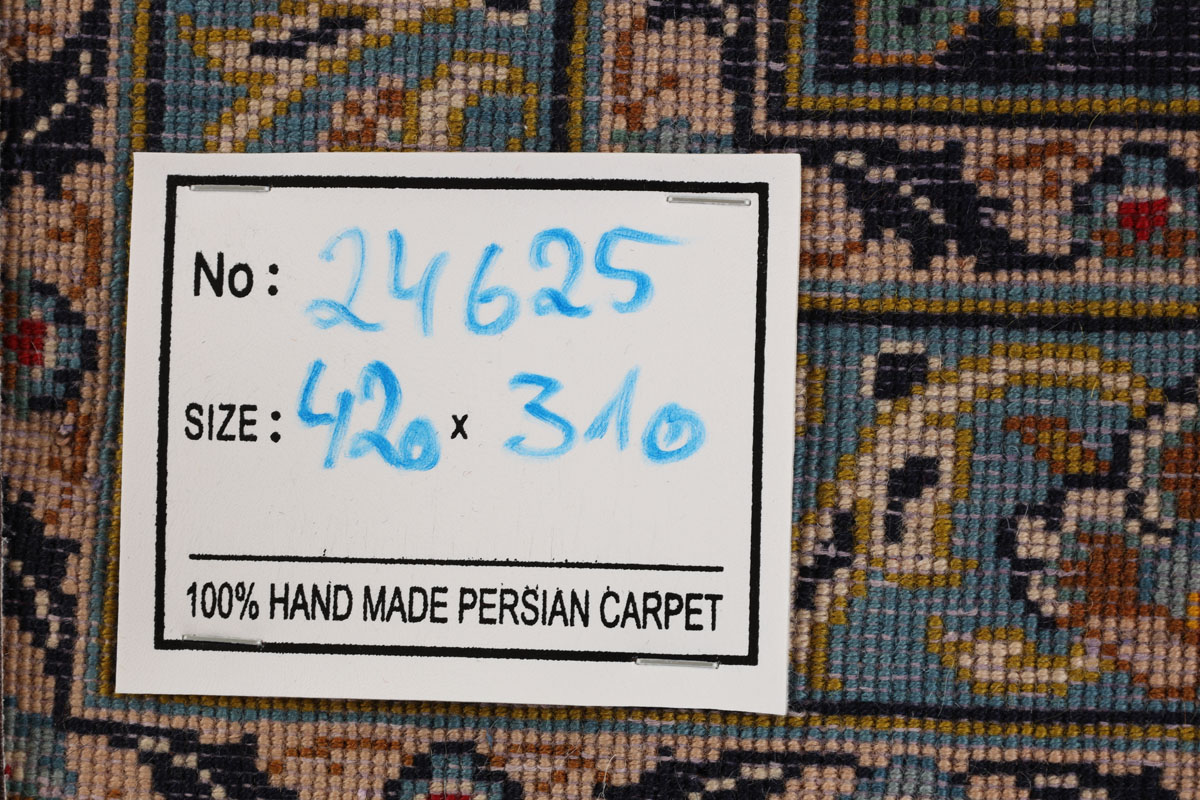 No: 24625
SIZE: 420 x 310
100% HAND MADE PERSIAN CARPET